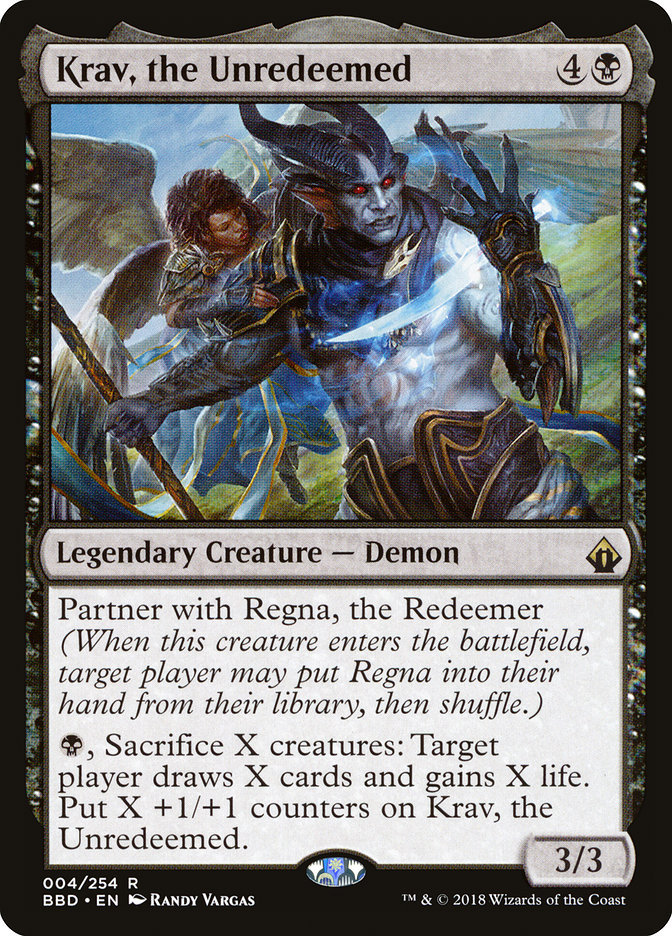 Krav, the Unredeemed 4
Legendary Creature — Demon
Partner with Regna, the Redeemer
(When this creature enters the battlefield,
target player may put Regna into their
hand from their library, then shuffle.)
, Sacrifice X creatures: Target
player draws X cards and gains X life.
Put X +1/+1 counters on Krav, the
Unredeemed.
3/3
004/254 R
BBD • EN Randy Vargas
™ & © 2018 Wizards of the Coast